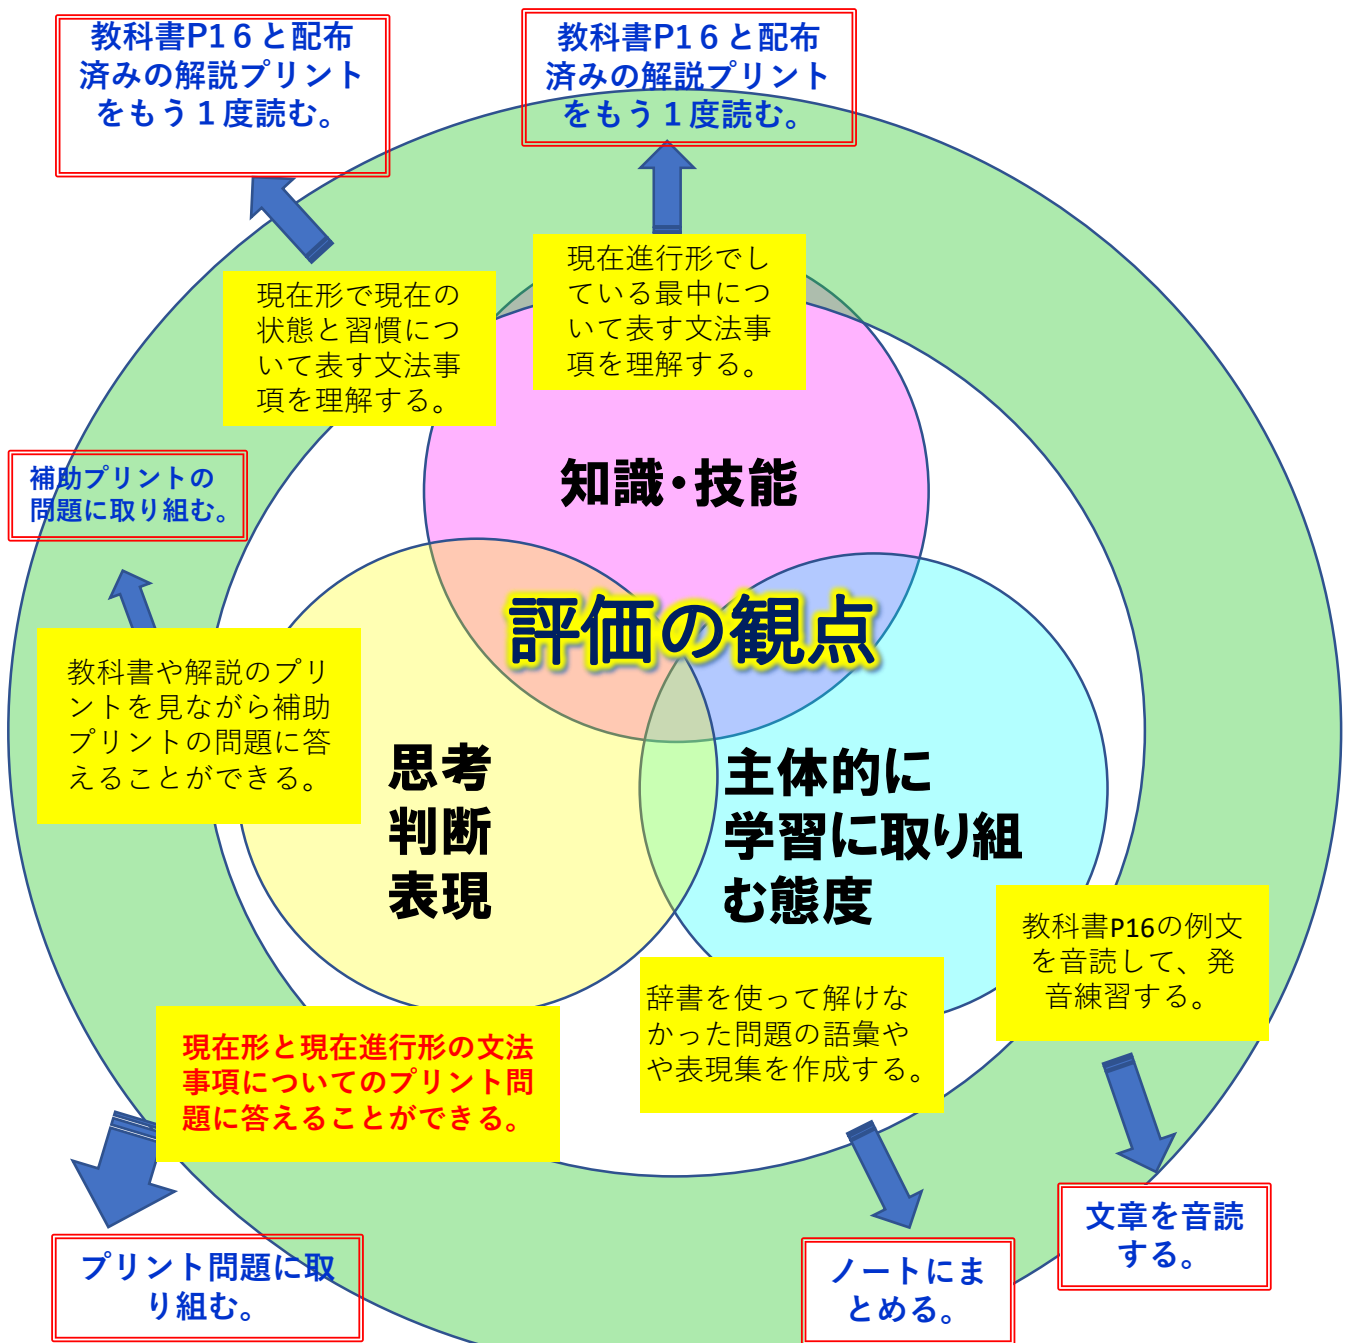 教科書P1６と配布
済みの解説プリント
をもう１度読む。
教科書P1６と配布
済みの解説プリント
をもう１度読む。
現在形で現在の
状態と習慣につ
いて表す文法事
項を理解する。
現在進行形でし
ている最中につ
いて表す文法事
項を理解する。
知識・技能
補助プリントの
問題に取り組む。
評価の観点
教科書や解説のプリ
ントを見ながら補助
プリントの問題に答
えることができる。
思考
判断
表現
主体的に
学習に取り組
む態度
教科書P16の例文
を音読して、発
音練習する。
辞書を使って解けな
かった問題の語彙や
や表現集を作成する。
現在形と現在進行形の文法
事項についてのプリント問
題に答えることができる。
文章を音読
する。
プリント問題に取
り組む。
ノートにま
とめる。